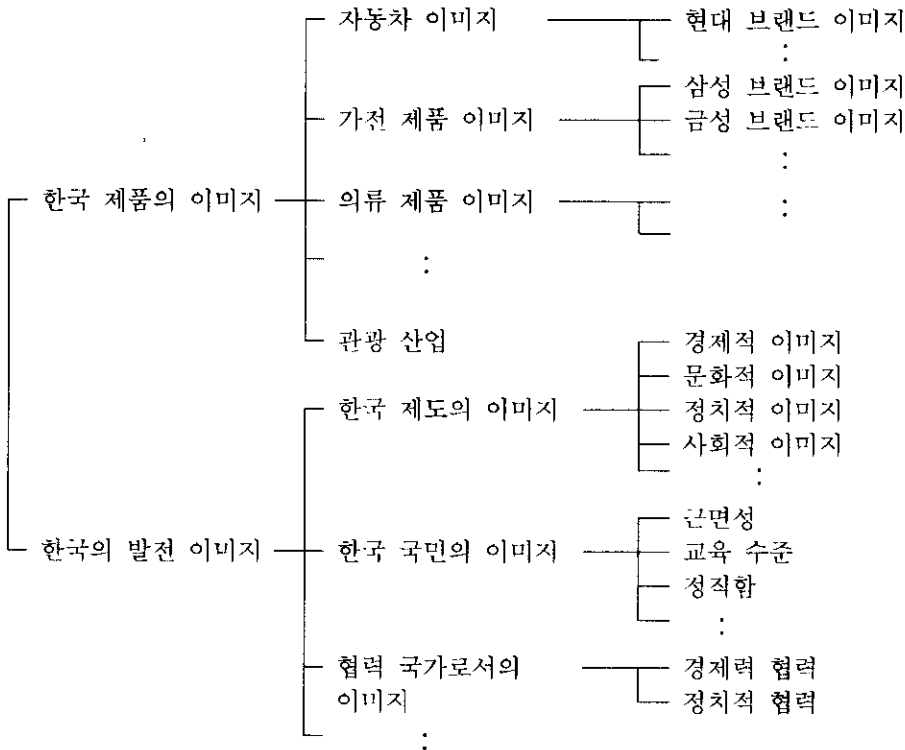 자동차 이미지 현대 브랜드 이미지
:
삼성 브랜드 이미지
가전 제품 이미지 금성 브랜드 이미지
:
한국 제품의 이미지 의류 제품 이미지 :
:
관광 산업 경제적 이미지
문화적 이미지
한국 제도의 이미지 정치적 이미지
사회적 이미지
:
근면성
한국의 발전 이미지 한국 국민의 이미지 교육 수준
정직함
:
협력 국가로서의 경제력 협력
이미지 정치적 협력
: